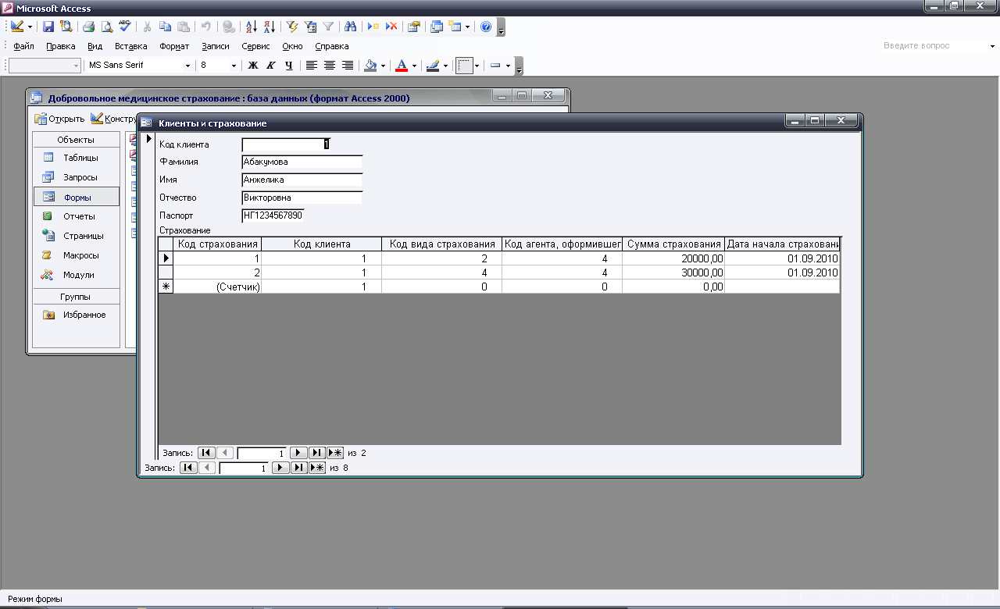 Microsoft Access
Файл Правка Вид Вставка Формат Записи Сервис Окно Справка
Введите вопрос
MS Sans Serif 8 Ж К Ч А
Добровольное медицинское страхование : база данных (формат Access 2000)
Открыть Констру
Объекты
Таблицы
Запросы
Формы
Отчеты
Страницы
Макросы
Модули
Группы
Избранное
Клиенты и страхование
Код клиента 1
Фамилия Абакумова
Имя Анжелика
Отчество Викторовна
Паспорт НГ1234567890
Страхование
Код страхования Код клиента Код вида страхования Код агента, оформившег Сумма страхования Дата начала страховани
1 1 2 4 20000,00 01.09.2010
2 1 4 4 30000,00 01.09.2010
(Счетчик) 1 0 0 0,00
Запись: 1 из 2
Запись: 1 из 8
Режим формы